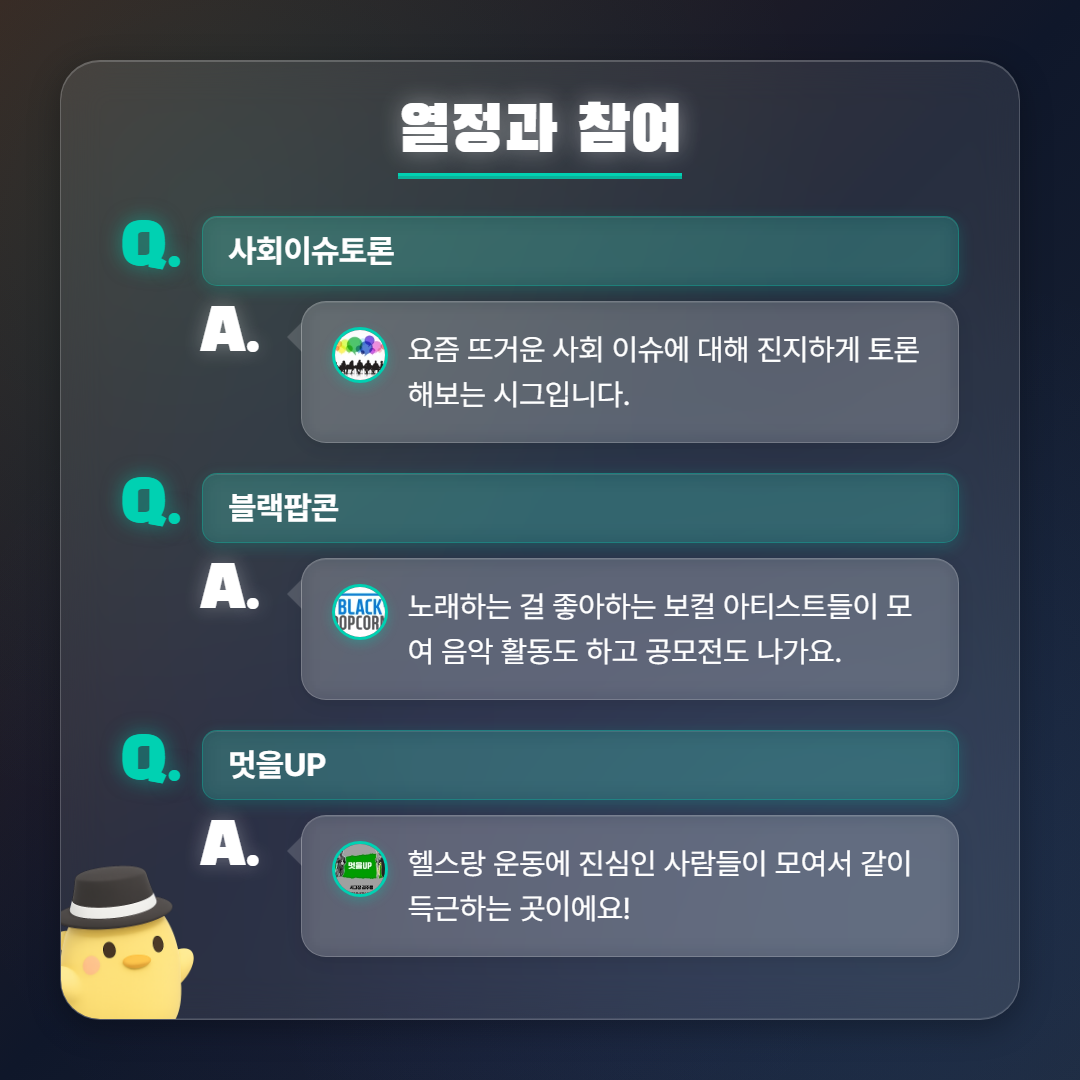 열정과 참여
Q. 사회이슈토론
A. 요즘 뜨거운 사회 이슈에 대해 진지하게 토론
해보는 시그입니다.
Q. 블랙팝콘
A. BLACK
OPCOR
노래하는 걸 좋아하는 보컬 아티스트들이 모
여 음악 활동도 하고 공모전도 나가요.
Q. 멋을UP
A. 멋을UP
헬스랑 운동에 진심인 사람들이 모여서 같이
득근하는 곳이에요!